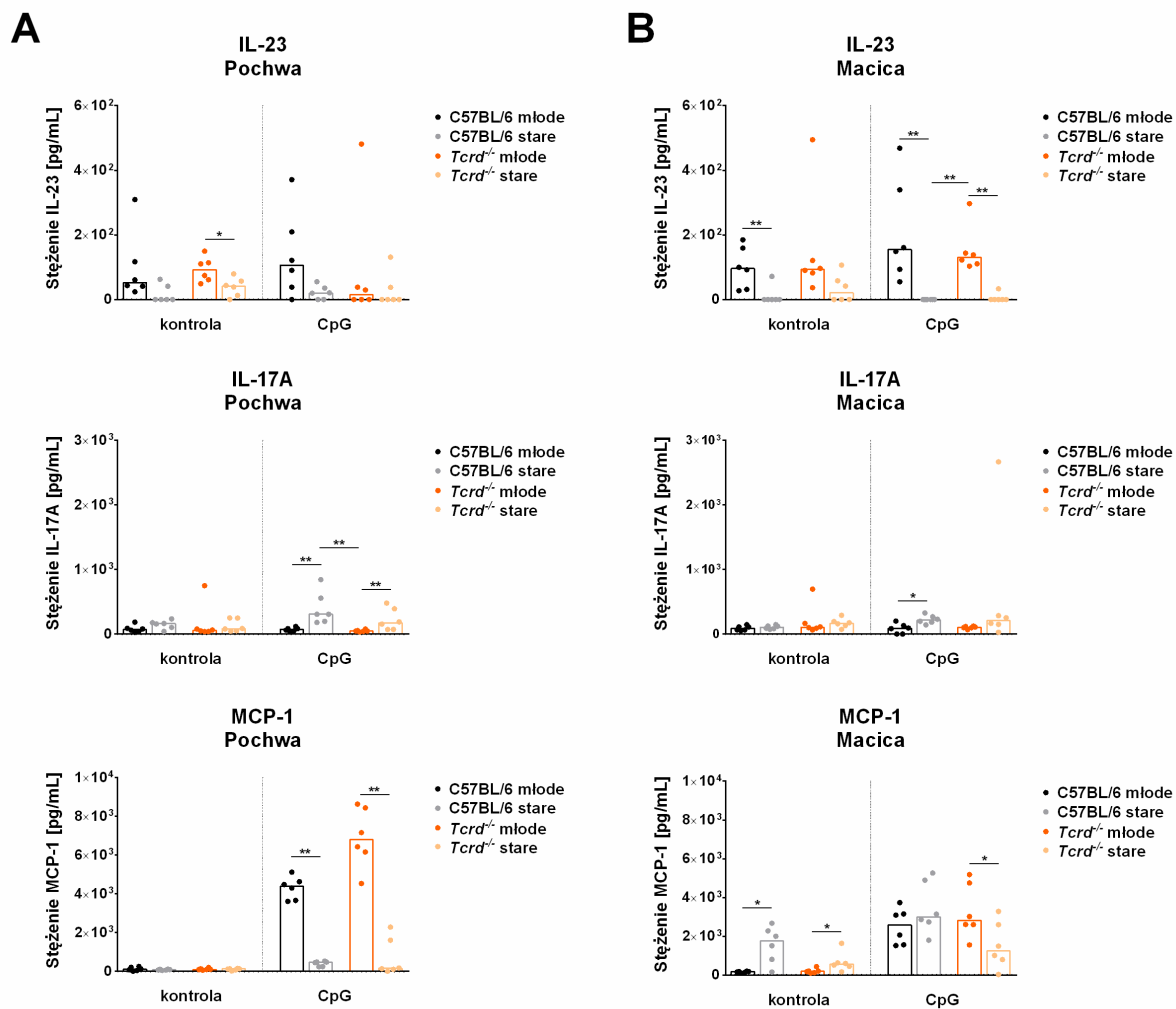 A
IL-23
Pochwa
Stężenie IL-23 [pg/mL]
6×10²
4×10²
2×10²
0
*
kontrola
CpG
C57BL/6 młode
C57BL/6 stare
Tcrd-/- młode
Tcrd-/- stare
IL-17A
Pochwa
Stężenie IL-17A [pg/mL]
3×10³
2×10³
1×10³
0
**
**
**
kontrola
CpG
C57BL/6 młode
C57BL/6 stare
Tcrd-/- młode
Tcrd-/- stare
MCP-1
Pochwa
Stężenie MCP-1 [pg/mL]
1×10⁴
8×10³
6×10³
4×10³
2×10³
0
**
**
kontrola
CpG
C57BL/6 młode
C57BL/6 stare
Tcrd-/- młode
Tcrd-/- stare
B
IL-23
Macica
Stężenie IL-23 [pg/mL]
6×10²
4×10²
2×10²
0
**
**
**
**
kontrola
CpG
C57BL/6 młode
C57BL/6 stare
Tcrd-/- młode
Tcrd-/- stare
IL-17A
Macica
Stężenie IL-17A [pg/mL]
3×10³
2×10³
1×10³
0
*
kontrola
CpG
C57BL/6 młode
C57BL/6 stare
Tcrd-/- młode
Tcrd-/- stare
MCP-1
Macica
Stężenie MCP-1 [pg/mL]
1×10⁴
8×10³
6×10³
4×10³
2×10³
0
*
*
*
kontrola
CpG
C57BL/6 młode
C57BL/6 stare
Tcrd-/- młode
Tcrd-/- stare